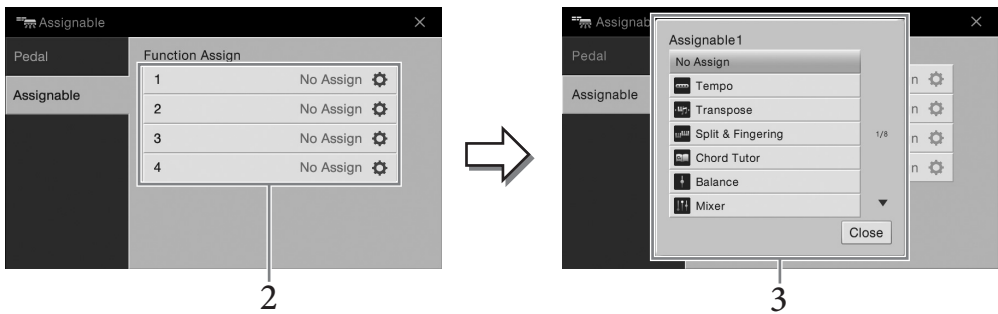 Assignable
Pedal
Assignable
Function Assign
1 No Assign
2 No Assign
3 No Assign
4 No Assign
2
Assignab
Pedal
Assignable
n
n
n
n
Assignable1
No Assign
Tempo
Transpose
Split & Fingering
Chord Tutor
Balance
Mixer
1/8
Close
3